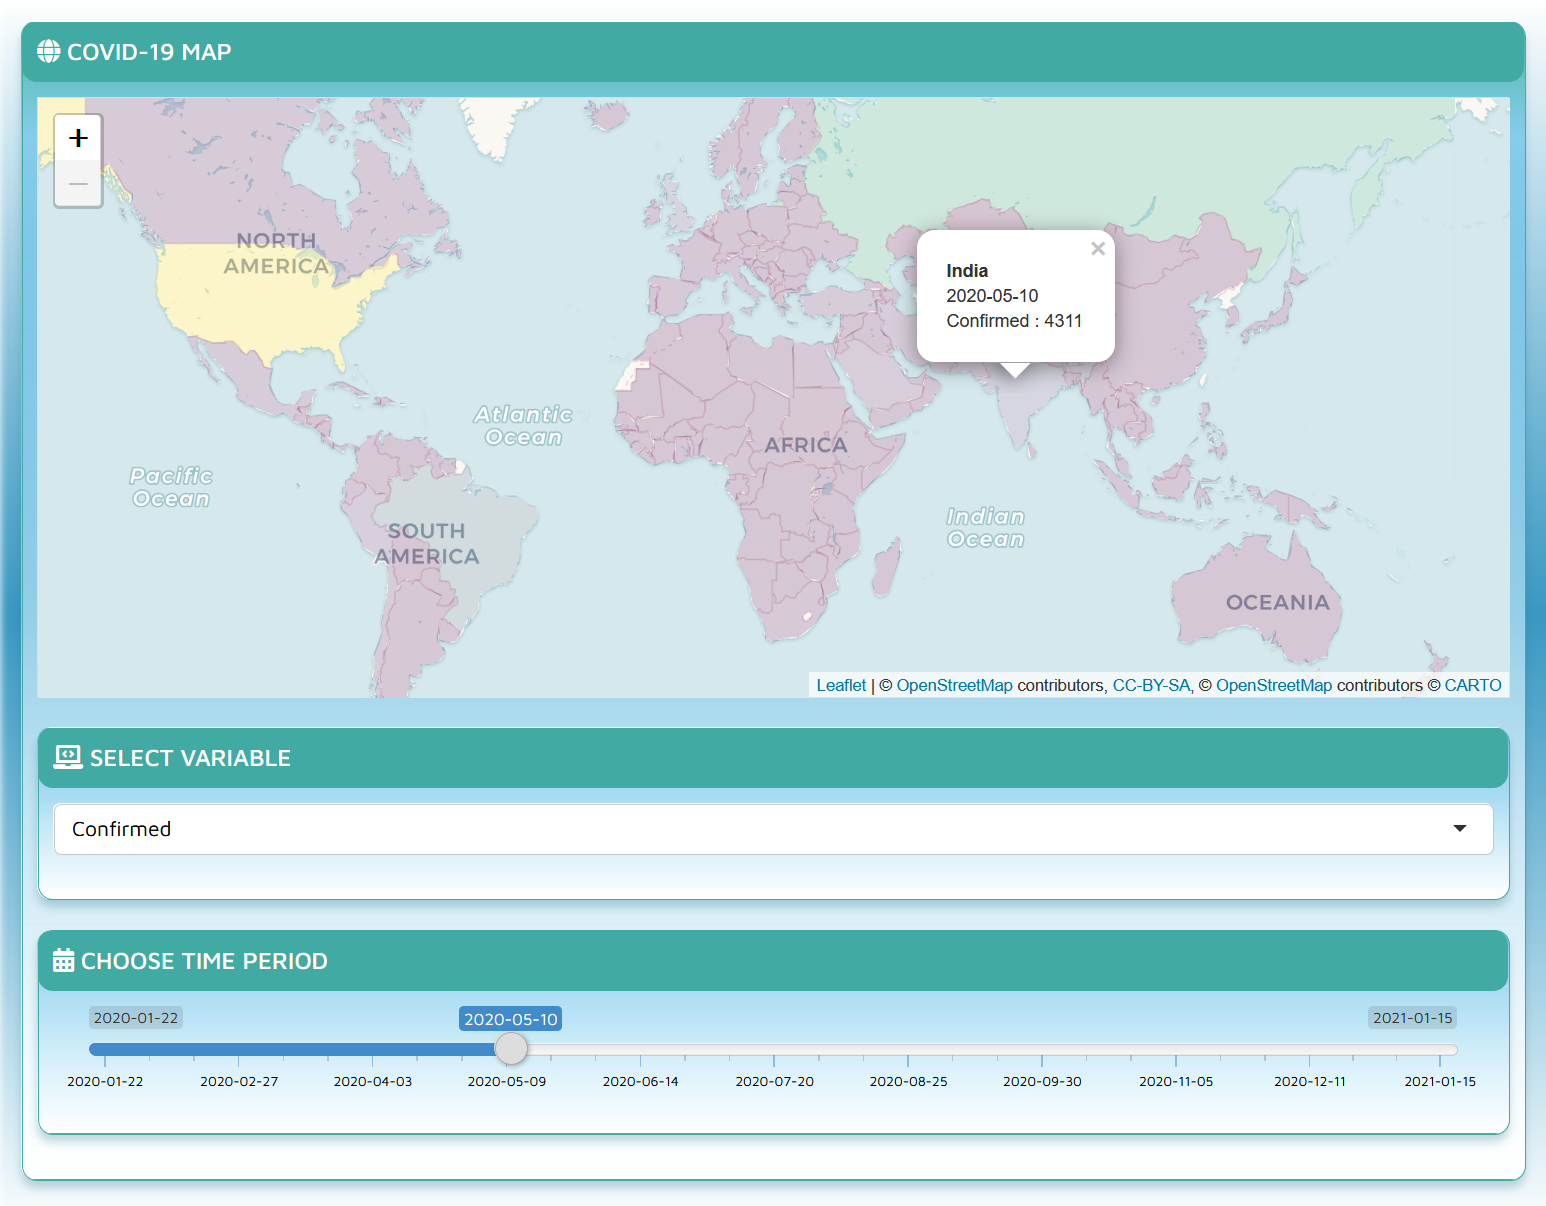 COVID-19 MAP
+
−
NORTH
AMERICA
India
2020-05-10
Confirmed : 4311
×
Atlantic
Ocean
AFRICA
Pacific
Ocean
SOUTH
AMERICA
Indian
Ocean
OCEANIA
Leaflet | © OpenStreetMap contributors, CC-BY-SA, © OpenStreetMap contributors © CARTO
SELECT VARIABLE
Confirmed
CHOOSE TIME PERIOD
2020-01-22 2020-05-10 2021-01-15
2020-01-22 2020-02-27 2020-04-03 2020-05-09 2020-06-14 2020-07-20 2020-08-25 2020-09-30 2020-11-05 2020-12-11 2021-01-15